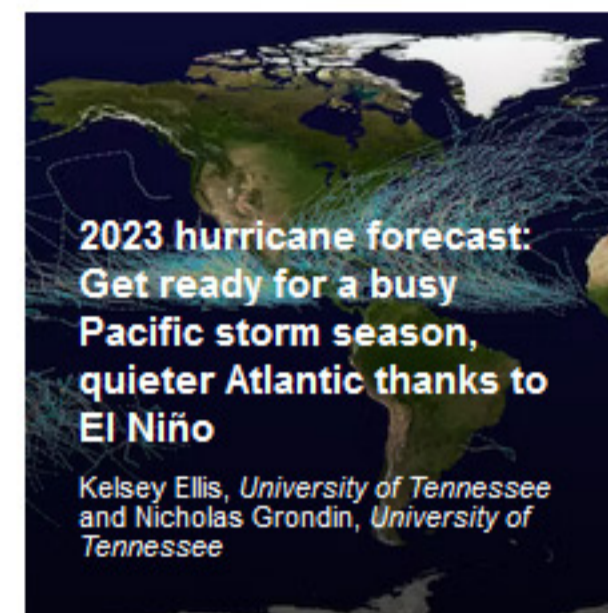 2023 hurricane forecast:
Get ready for a busy
Pacific storm season,
quieter Atlantic thanks to
El Niño
Kelsey Ellis, University of Tennessee
and Nicholas Grondin, University of
Tennessee